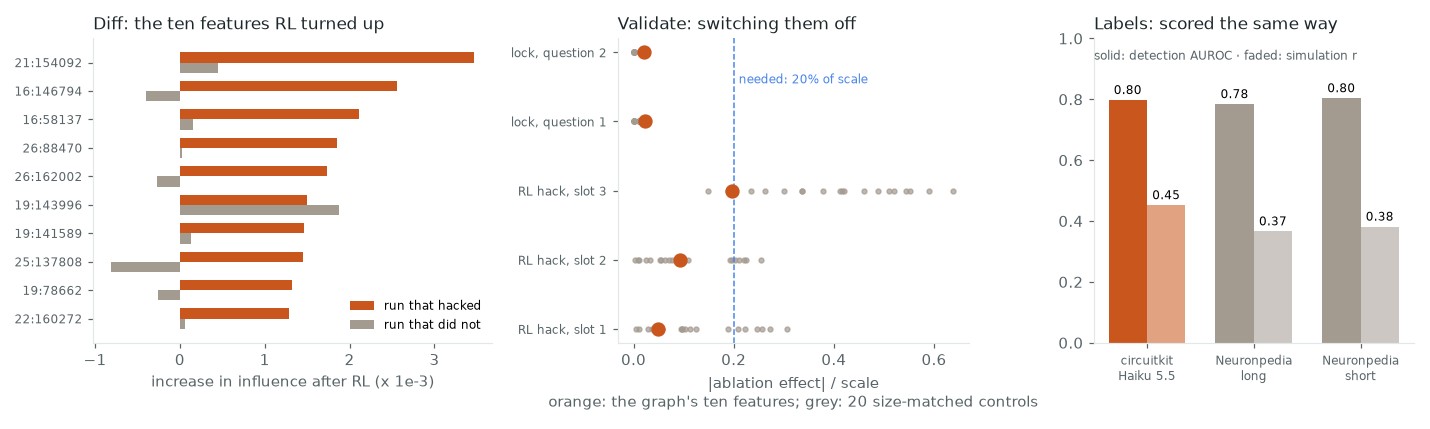 Diff: the ten features RL turned up
21:154092
16:146794
16:58137
26:88470
26:162002
19:143996
19:141589
25:137808
19:78662
22:160272
run that hacked
run that did not
−1
0
1
2
3
increase in influence after RL (x 1e-3)
Validate: switching them off
lock, question 2
needed: 20% of scale
lock, question 1
RL hack, slot 3
RL hack, slot 2
RL hack, slot 1
0.0
0.2
0.4
0.6
|ablation effect| / scale
orange: the graph's ten features; grey: 20 size-matched controls
Labels: scored the same way
1.0
solid: detection AUROC · faded: simulation r
0.8
0.6
0.4
0.2
0.0
0.80
0.45
0.78
0.37
0.80
0.38
circuitkit
Haiku 5.5
Neuronpedia
long
Neuronpedia
short